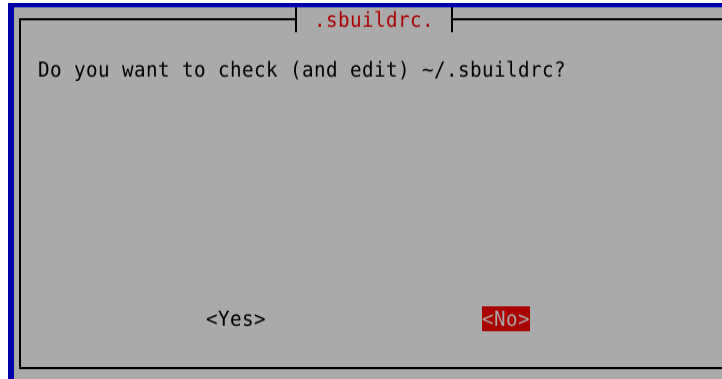 .sbuildrc.
Do you want to check (and edit) ~/.sbuildrc?
<Yes> <No>